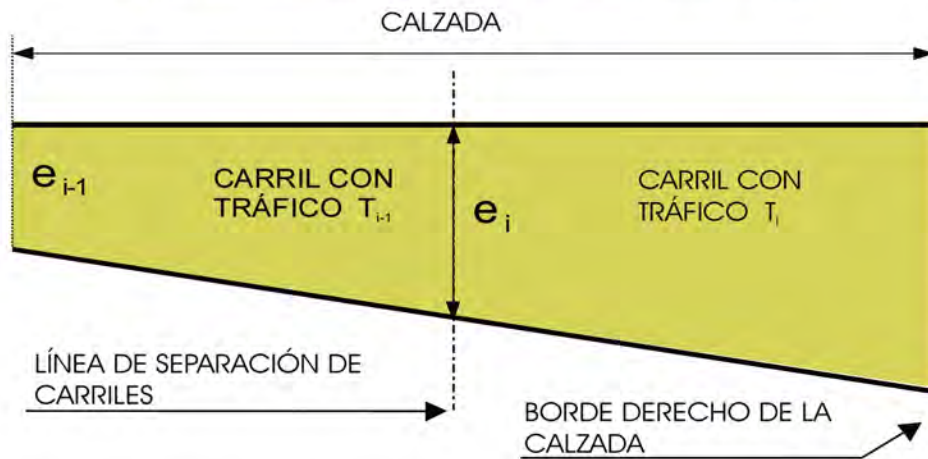 CALZADA
e i-1
CARRIL CON
TRÁFICO T i-1
e i
CARRIL CON
TRÁFICO T i
LÍNEA DE SEPARACIÓN DE
CARRILES
BORDE DERECHO DE LA
CALZADA